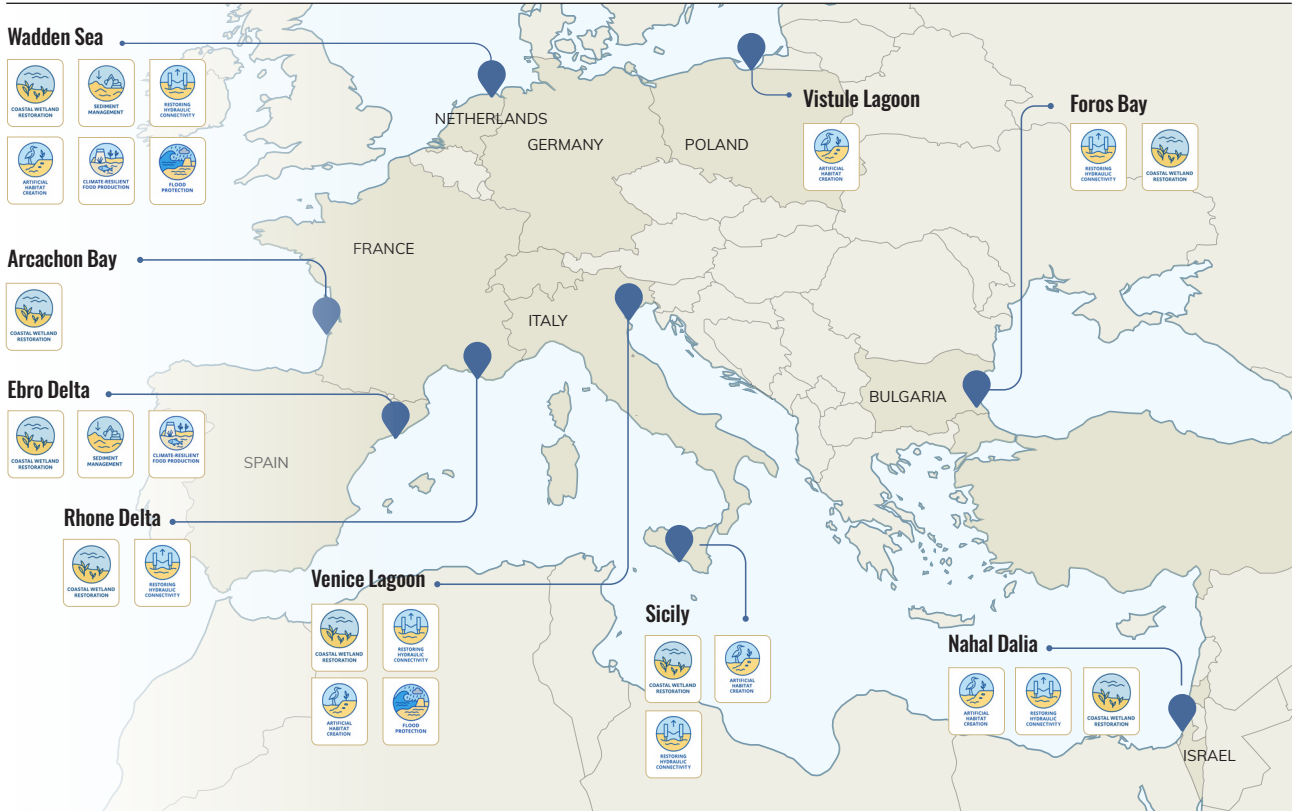 Wadden Sea
COASTAL WETLAND
RESTORATION
SEDIMENT
MANAGEMENT
RESTORING
HYDRAULIC
CONNECTIVITY
ARTIFICIAL
HABITAT
CREATION
CLIMATE-RESILIENT
FOOD PRODUCTION
FLOOD
PROTECTION
Arcachon Bay
COASTAL WETLAND
RESTORATION
Ebro Delta
COASTAL WETLAND
RESTORATION
SEDIMENT
MANAGEMENT
CLIMATE-RESILIENT
FOOD PRODUCTION
Rhone Delta
COASTAL WETLAND
RESTORATION
RESTORING
HYDRAULIC
CONNECTIVITY
Venice Lagoon
COASTAL WETLAND
RESTORATION
RESTORING
HYDRAULIC
CONNECTIVITY
ARTIFICIAL
HABITAT
CREATION
FLOOD
PROTECTION
Sicily
COASTAL WETLAND
RESTORATION
ARTIFICIAL
HABITAT
CREATION
RESTORING
HYDRAULIC
CONNECTIVITY
Nahal Dalia
ARTIFICIAL
HABITAT
CREATION
RESTORING
HYDRAULIC
CONNECTIVITY
COASTAL WETLAND
RESTORATION
Vistule Lagoon
ARTIFICIAL
HABITAT
CREATION
Foros Bay
RESTORING
HYDRAULIC
CONNECTIVITY
COASTAL WETLAND
RESTORATION
NETHERLANDS
GERMANY
POLAND
FRANCE
ITALY
SPAIN
BULGARIA
ISRAEL